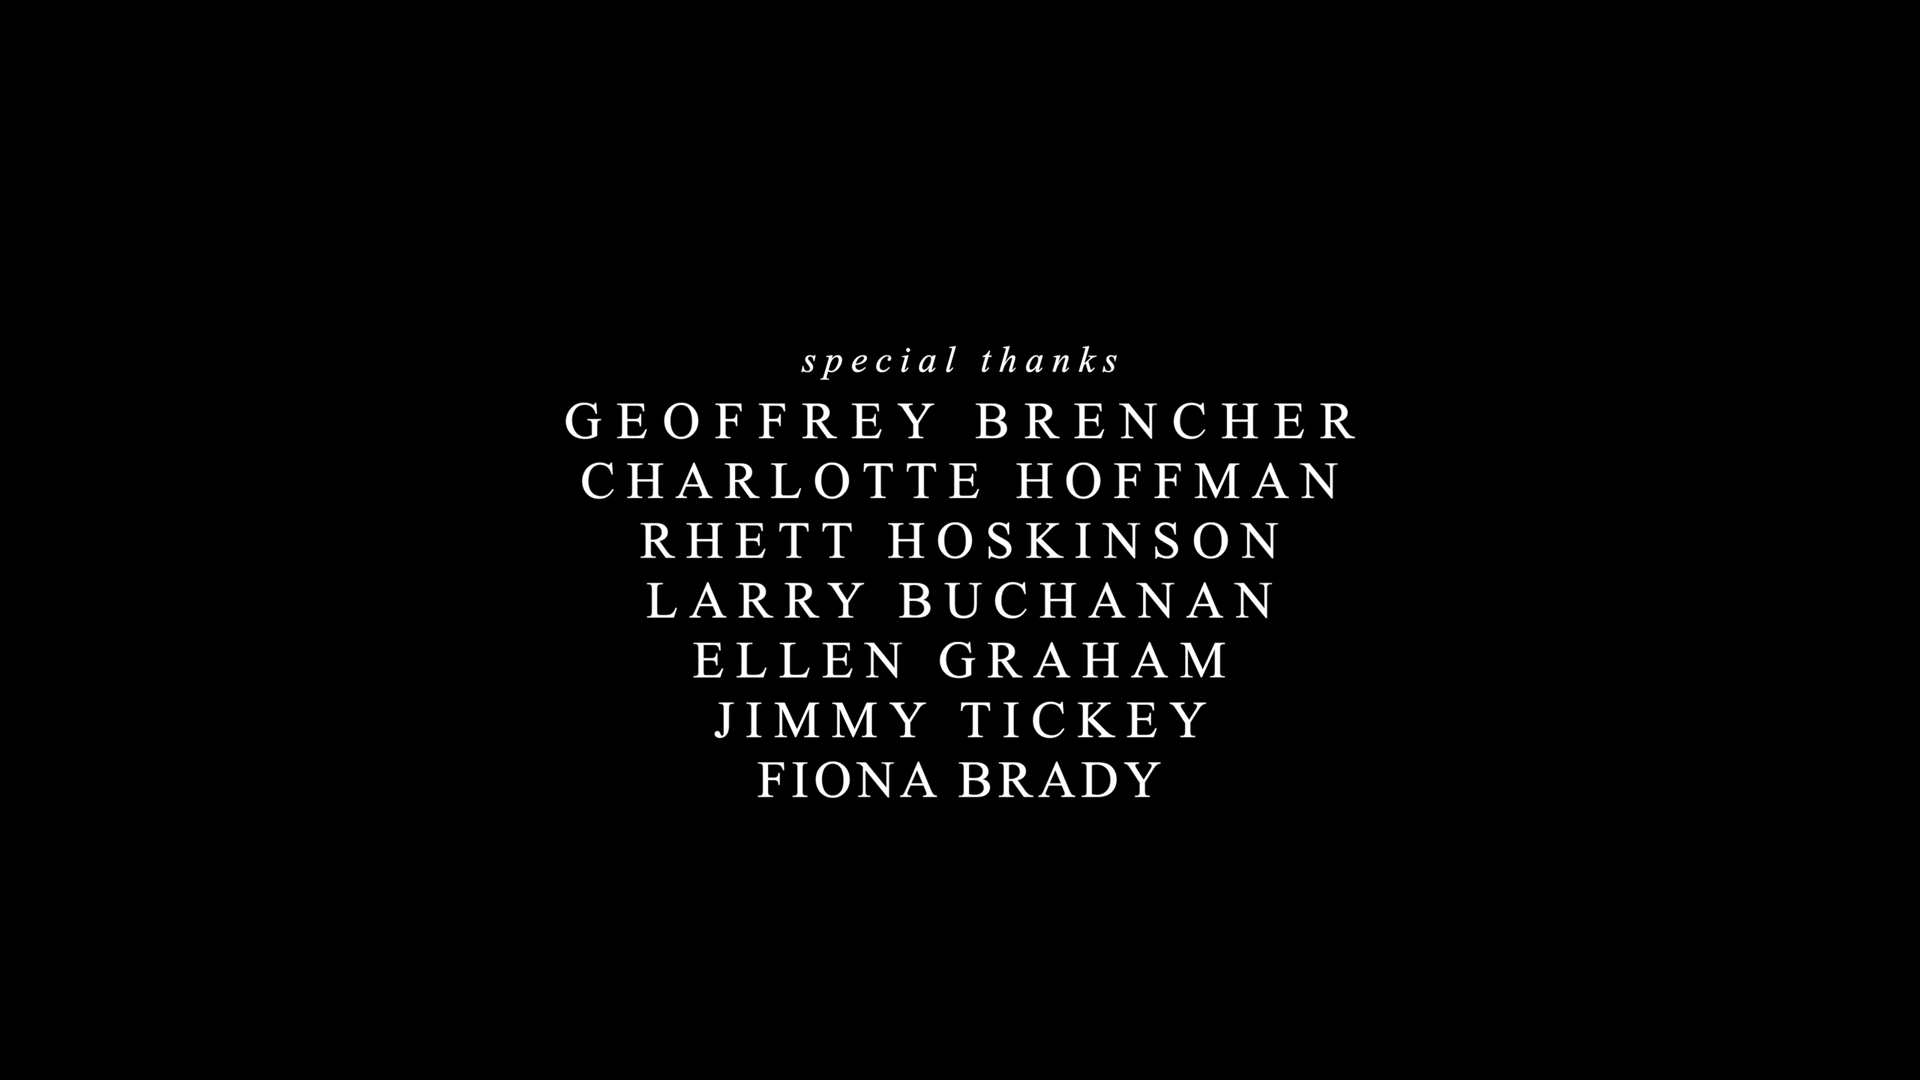 special thanks
GEOFFREY BRENCHER
CHARLOTTE HOFFMAN
RHETT HOSKINSON
LARRY BUCHANAN
ELLEN GRAHAM
JIMMY TICKEY
FIONA BRADY